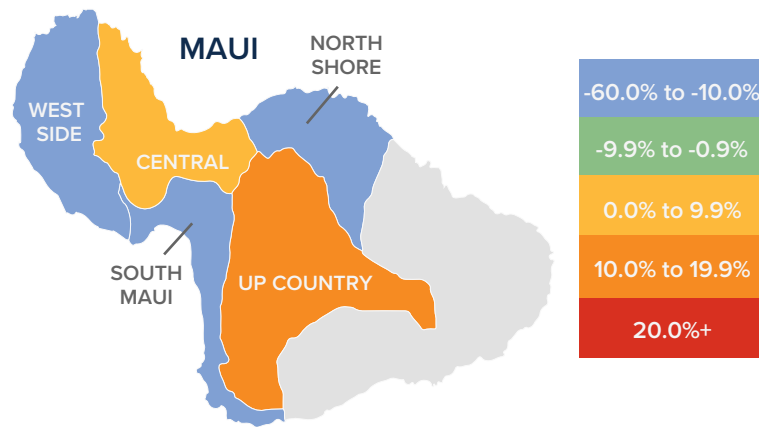 MAUI
NORTH
SHORE
WEST
SIDE
CENTRAL
SOUTH
MAUI
UP COUNTRY
-60.0% to -10.0%
-9.9% to -0.9%
0.0% to 9.9%
10.0% to 19.9%
20.0%+